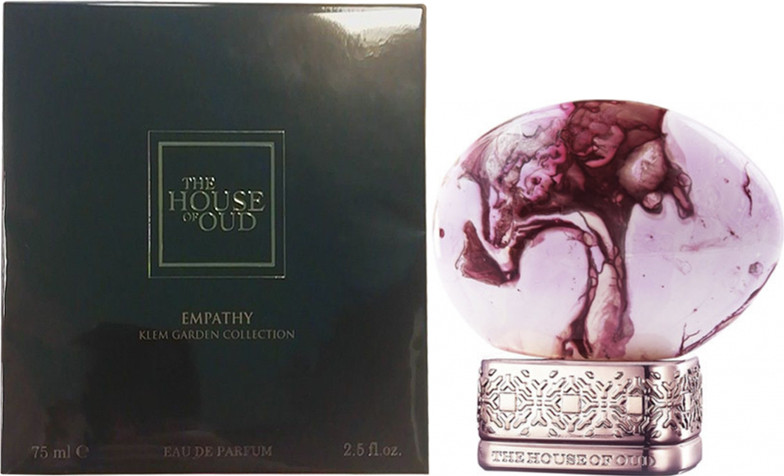 THE
HOUSE
OF OUD
EMPATHY
KLEM GARDEN COLLECTION
75 ml ℮
EAU DE PARFUM
2.5 fl.oz.
THE HOUSE OF OUD